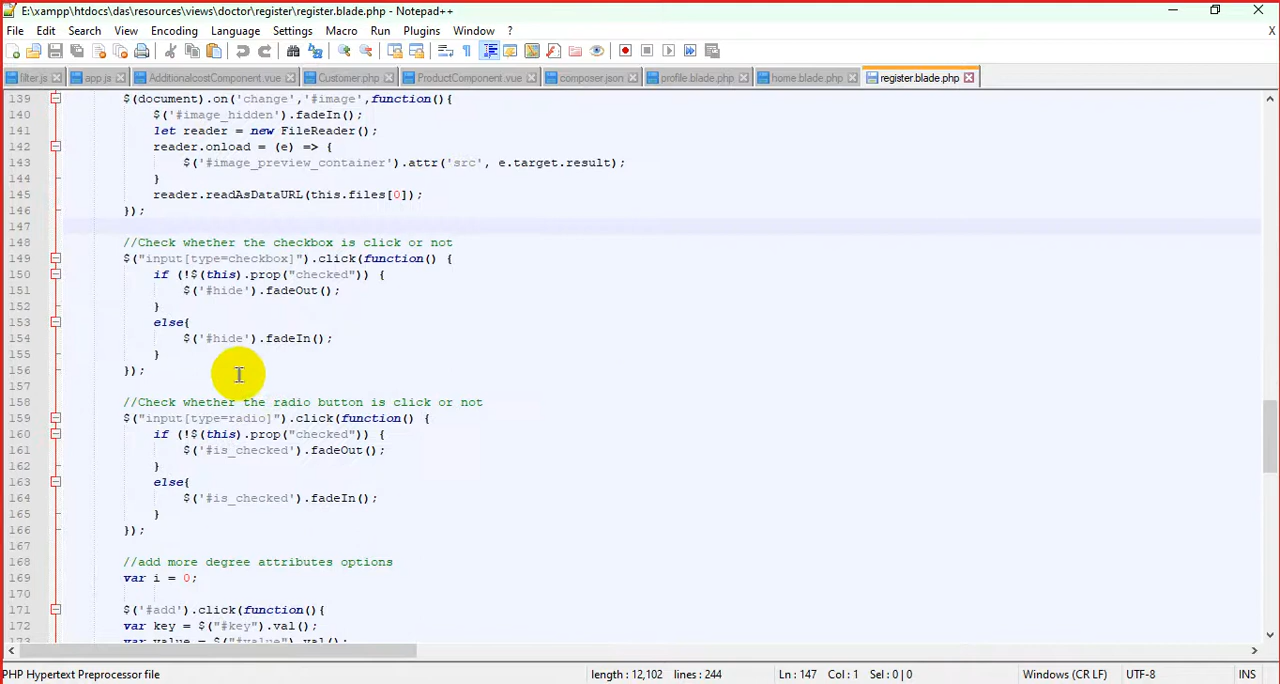 E:\xampp\htdocs\das\resources\views\doctor\register\register.blade.php - Notepad++
File Edit Search View Encoding Language Settings Macro Run Plugins Window ? X
filter.js app.js AdditionalcostComponent.vue Customer.php ProductComponent.vue composer.json profile.blade.php home.blade.php register.blade.php
139 $(document).on('change','#image',function(){
140 $('#image_hidden').fadeIn();
141 let reader = new FileReader();
142 reader.onload = (e) => {
143 $('#image_preview_container').attr('src', e.target.result);
144 }
145 reader.readAsDataURL(this.files[0]);
146 });
147
148 //Check whether the checkbox is click or not
149 $("input[type=checkbox]").click(function() {
150 if (!$(this).prop("checked")) {
151 $('#hide').fadeOut();
152 }
153 else{
154 $('#hide').fadeIn();
155 }
156 });
157
158 //Check whether the radio button is click or not
159 $("input[type=radio]").click(function() {
160 if (!$(this).prop("checked")) {
161 $('#is_checked').fadeOut();
162 }
163 else{
164 $('#is_checked').fadeIn();
165 }
166 });
167
168 //add more degree attributes options
169 var i = 0;
170
171 $('#add').click(function(){
172 var key = $("#key").val();
173 var value = $("#value").val();
PHP Hypertext Preprocessor file length : 12,102 lines : 244 Ln : 147 Col : 1 Sel : 0 | 0 Windows (CR LF) UTF-8 INS